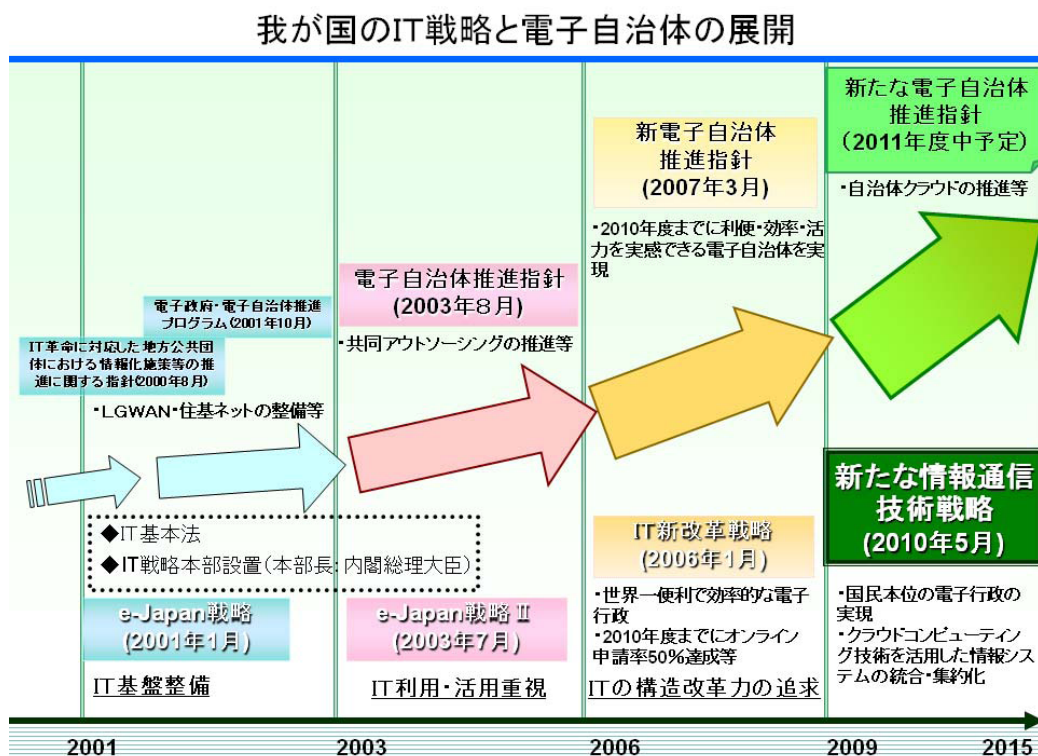 我が国のIT戦略と電子自治体の展開
新たな電子自治体
推進指針
(2011年度中予定)
・自治体クラウドの推進等
新電子自治体
推進指針
(2007年3月)
・2010年度までに利便・効率・活
力を実感できる電子自治体を実
現
電子自治体推進指針
(2003年8月)
・共同アウトソーシングの推進等
電子政府・電子自治体推進
プログラム(2001年10月)
IT革命に対応した地方公共団
体における情報化施策等の推
進に関する指針(2000年8月)
・LGWAN・住基ネットの整備等
◆IT基本法
◆IT戦略本部設置(本部長:内閣総理大臣)
e-Japan戦略
(2001年1月)
IT基盤整備
e-Japan戦略Ⅱ
(2003年7月)
IT利用・活用重視
IT新改革戦略
(2006年1月)
・世界一便利で効率的な電子
行政
・2010年度までにオンライン
申請率50%達成等
ITの構造改革力の追求
新たな情報通信
技術戦略
(2010年5月)
・国民本位の電子行政の
実現
・クラウドコンピューティン
グ技術を活用した情報シス
テムの統合・集約化
2001
2003
2006
2009
2015